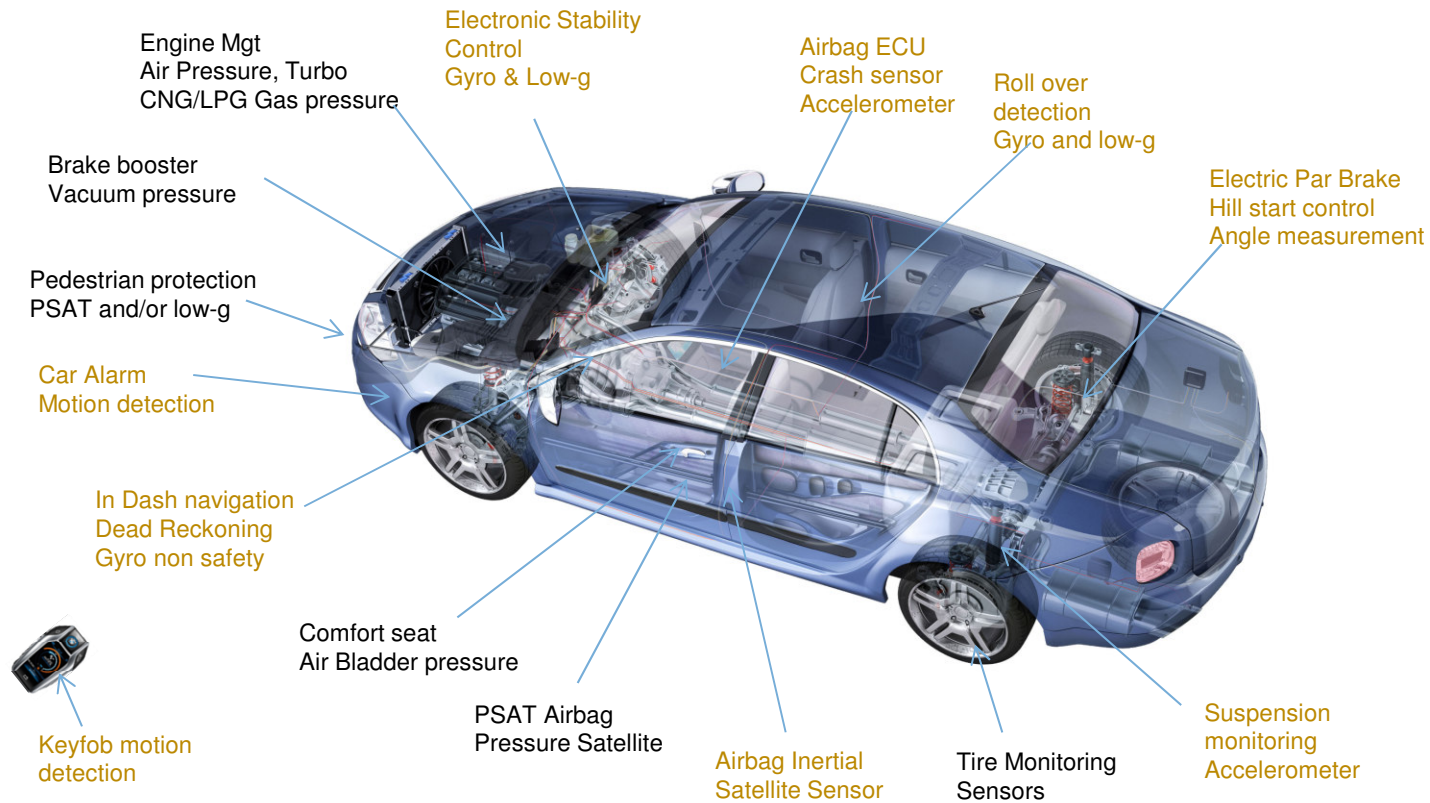 Engine Mgt
Air Pressure, Turbo
CNG/LPG Gas pressure
Electronic Stability
Control
Gyro & Low-g
Airbag ECU
Crash sensor
Accelerometer
Roll over
detection
Gyro and low-g
Brake booster
Vacuum pressure
Electric Par Brake
Hill start control
Angle measurement
Pedestrian protection
PSAT and/or low-g
Car Alarm
Motion detection
In Dash navigation
Dead Reckoning
Gyro non safety
Comfort seat
Air Bladder pressure
PSAT Airbag
Pressure Satellite
Airbag Inertial
Satellite Sensor
Tire Monitoring
Sensors
Suspension
monitoring
Accelerometer
Keyfob motion
detection